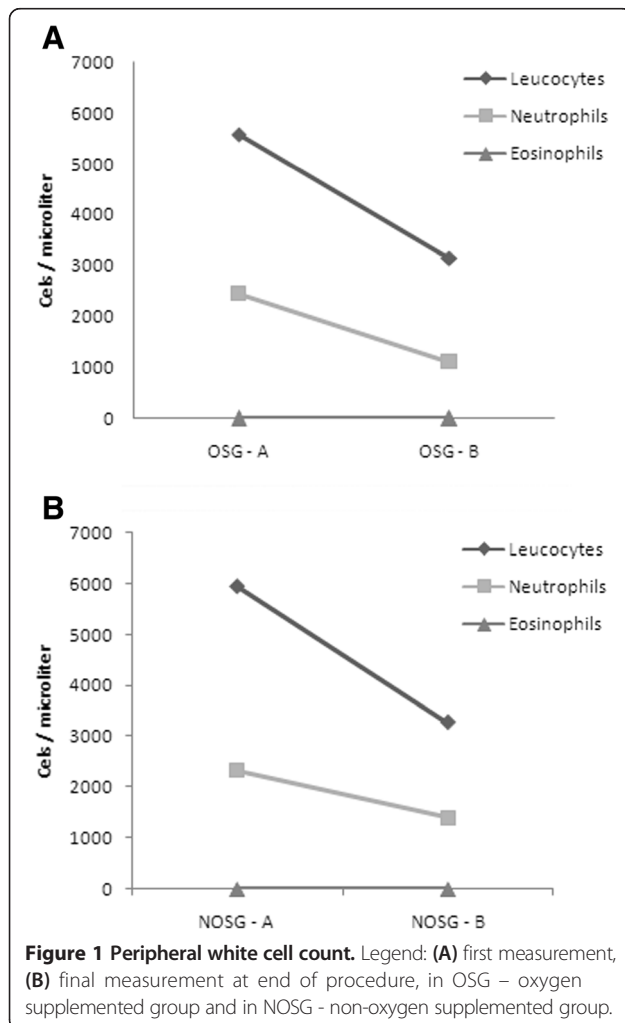 A
7000
6000
5000
4000
3000
2000
1000
0
Cels / microliter
Leucocytes
Neutrophils
Eosinophils
OSG - A OSG - B
B
7000
6000
5000
4000
3000
2000
1000
0
Cels / microliter
Leucocytes
Neutrophils
Eosinophils
NOSG - A NOSG - B
Figure 1 Peripheral white cell count. Legend: (A) first measurement,
(B) final measurement at end of procedure, in OSG – oxygen
supplemented group and in NOSG - non-oxygen supplemented group.